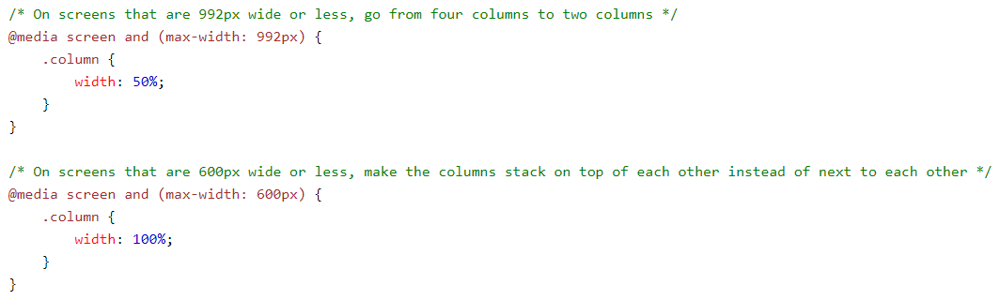 /* On screens that are 992px wide or less, go from four columns to two columns */
@media screen and (max-width: 992px) {
    .column {
        width: 50%;
    }
}

/* On screens that are 600px wide or less, make the columns stack on top of each other instead of next to each other */
@media screen and (max-width: 600px) {
    .column {
        width: 100%;
    }
}